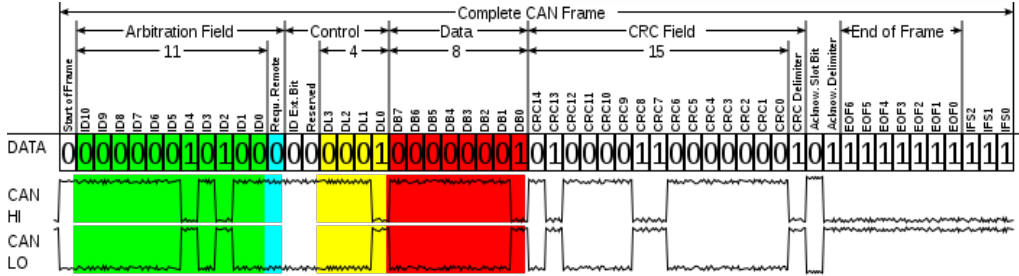 Complete CAN Frame
Arbitration Field
Control
Data
CRC Field
End of Frame
11
4
8
15
Start of Frame
ID10
ID9
ID8
ID7
ID6
ID5
ID4
ID3
ID2
ID1
ID0
Requ. Remote
ID Ext. Bit
Reserved
DL3
DL2
DL1
DL0
DB7
DB6
DB5
DB4
DB3
DB2
DB1
DB0
CRC14
CRC13
CRC12
CRC11
CRC10
CRC9
CRC8
CRC7
CRC6
CRC5
CRC4
CRC3
CRC2
CRC1
CRC0
CRC Delimiter
Acknow. Slot Bit
Acknow. Delimiter
EOF6
EOF5
EOF4
EOF3
EOF2
EOF1
EOF0
IFS2
IFS1
IFS0
DATA 0 0 0 0 0 0 0 1 0 1 0 0 0 0 0 0 0 0 1 0 0 0 0 0 0 0 1 0 1 0 0 0 0 1 1 0 0 0 0 0 0 0 1 0 1 1 1 1 1 1 1 1 1 1 1
CAN
HI
CAN
LO